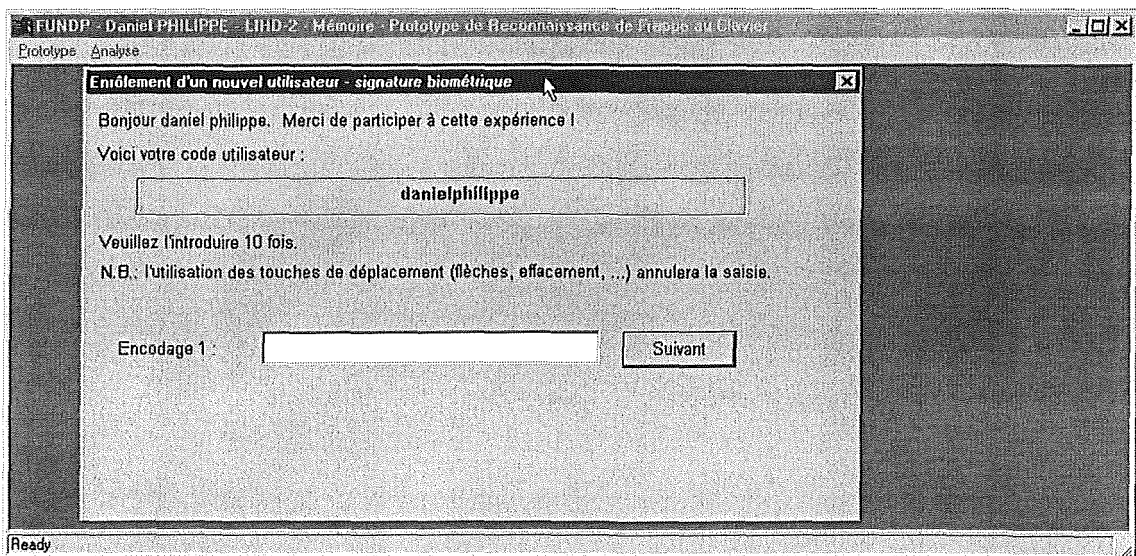 FUNDP - Daniel PHILIPPE - LIHD-2 - Mémoire - Prototype de Reconnaissance de Frappe au Clavier
Prototype Analyse
Enrôlement d'un nouvel utilisateur - signature biométrique
Bonjour daniel philippe. Merci de participer à cette expérience !
Voici votre code utilisateur :
danielphilippe
Veuillez l'introduire 10 fois.
N.B.: l'utilisation des touches de déplacement (flèches, effacement, ...) annulera la saisie.
Encodage 1 : Suivant
Ready